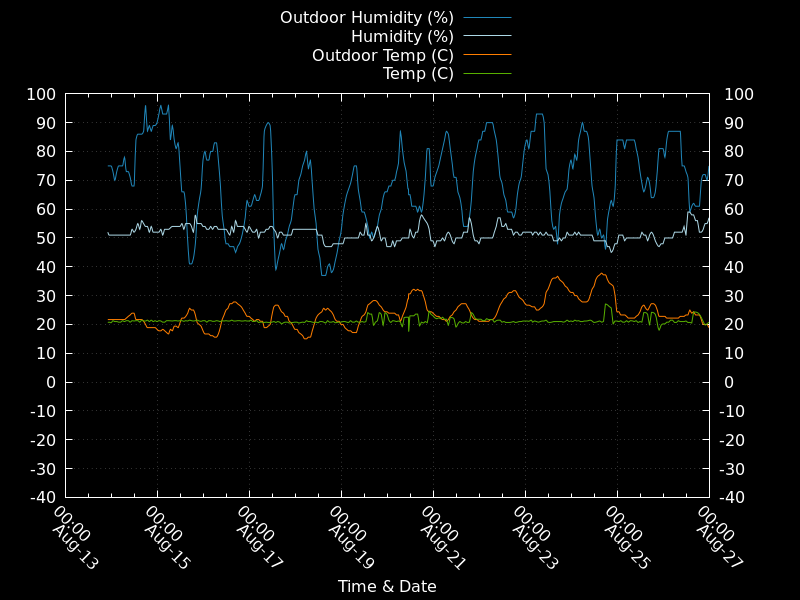 Outdoor Humidity (%)
Humidity (%)
Outdoor Temp (C)
Temp (C)
100 100
90 90
80 80
70 70
60 60
50 50
40 40
30 30
20 20
10 10
0 0
-10 -10
-20 -20
-30 -30
-40 -40
00:00 Aug-13
00:00 Aug-15
00:00 Aug-17
00:00 Aug-19
00:00 Aug-21
00:00 Aug-23
00:00 Aug-25
00:00 Aug-27
Time & Date